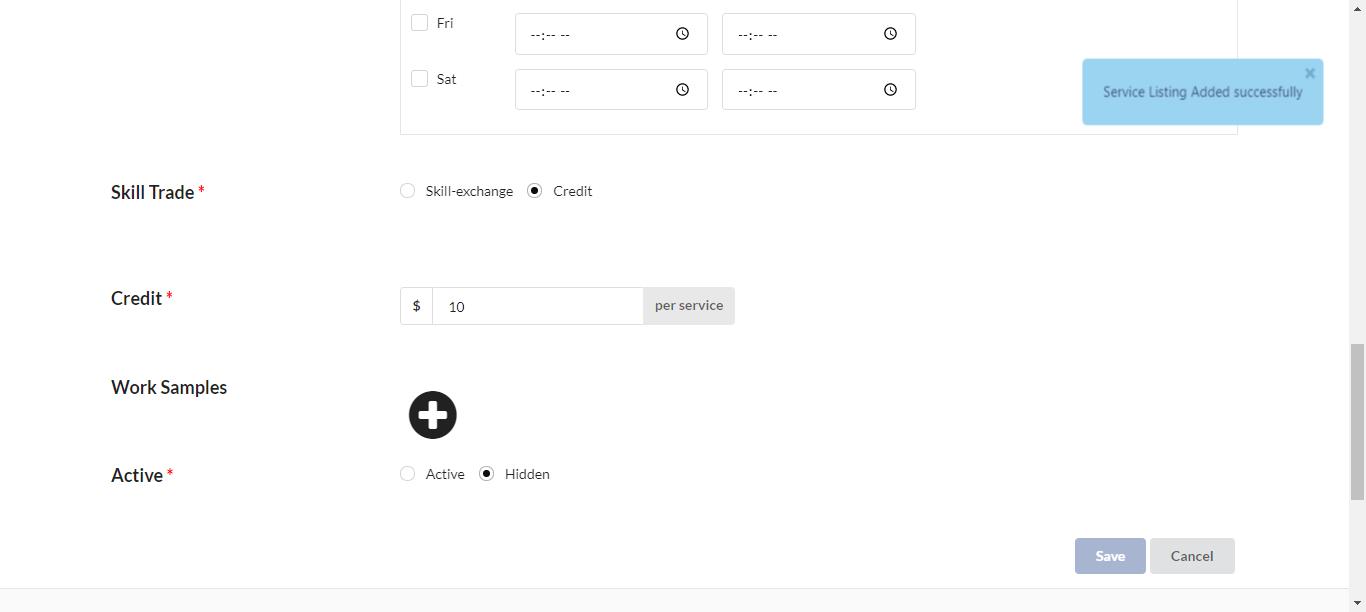 Fri
--:-- --
--:-- --
Sat
--:-- --
--:-- --
Service Listing Added successfully
Skill Trade *
Skill-exchange
Credit
Credit *
$
10
per service
Work Samples
Active *
Active
Hidden
Save
Cancel